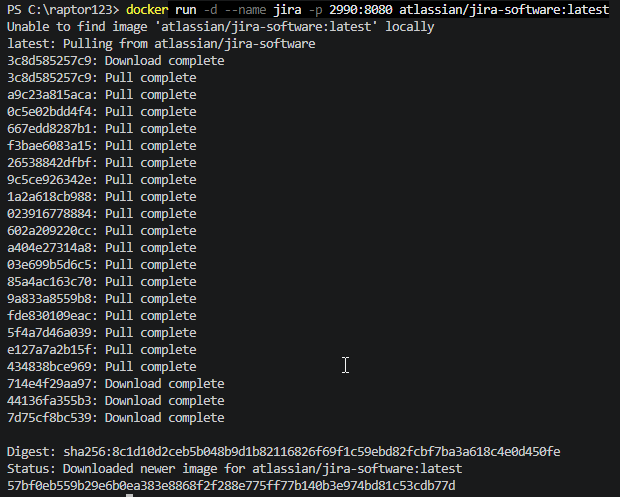 PS C:\raptor123> docker run -d --name jira -p 2990:8080 atlassian/jira-software:latest
Unable to find image 'atlassian/jira-software:latest' locally
latest: Pulling from atlassian/jira-software
3c8d585257c9: Download complete
3c8d585257c9: Pull complete
a9c23a815aca: Pull complete
0c5e02bdd4f4: Pull complete
667edd8287b1: Pull complete
f3bae6083a15: Pull complete
26538842dfbf: Pull complete
9c5ce926342e: Pull complete
1a2a618cb988: Pull complete
023916778884: Pull complete
602a209220cc: Pull complete
a404e27314a8: Pull complete
03e699b5d6c5: Pull complete
85a4ac163c70: Pull complete
9a833a8559b8: Pull complete
fde830109eac: Pull complete
5f4a7d46a039: Pull complete
e127a7a2b15f: Pull complete
434838bce969: Pull complete
714e4f29aa97: Download complete
44136fa355b3: Download complete
7d75cf8bc539: Download complete
Digest: sha256:8c1d10d2ceb5b048b9d1b82116826f69f1c59ebd82fcbf7ba3a618c4e0d450fe
Status: Downloaded newer image for atlassian/jira-software:latest
57bf0eb559b29e6b0ea383e8868f2f288e775ff77b140b3e974bd81c53cdb77d